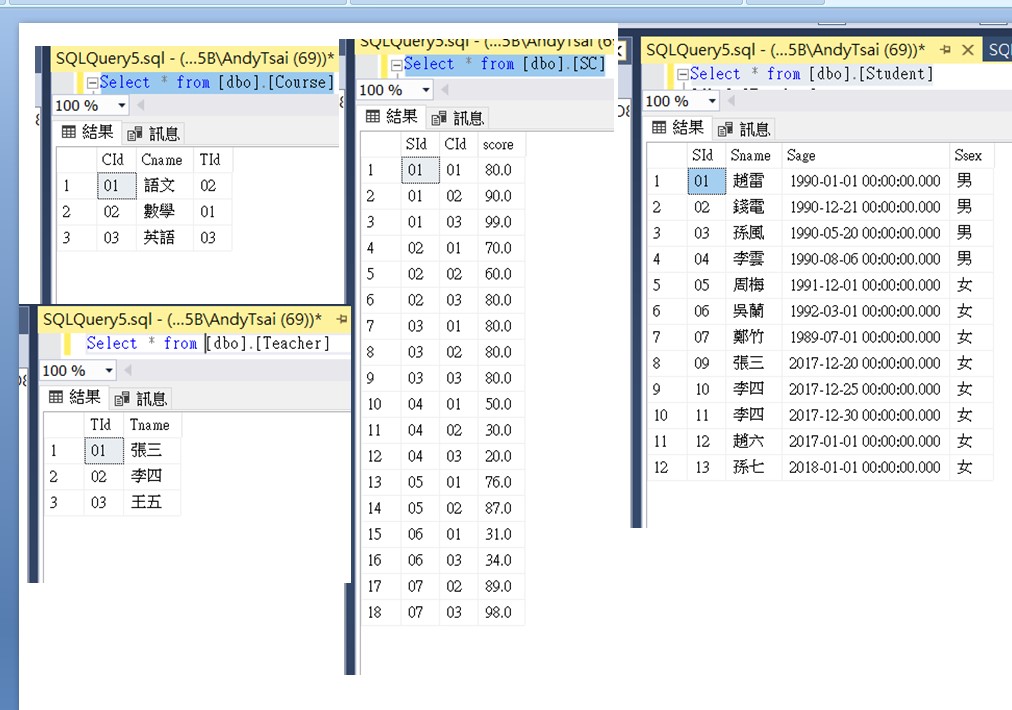 SQLQuery5.sql - (...5B\AndyTsai (69))*
Select * from [dbo].[Course]
100 %
結果 訊息
CId Cname TId
1 01 語文 02
2 02 數學 01
3 03 英語 03
SQLQuery5.sql - (...5B\AndyTsai (69))*
Select * from [dbo].[Teacher]
100 %
結果 訊息
TId Tname
1 01 張三
2 02 李四
3 03 王五
SQLQuery5.sql - (...5B\AndyTsai (6
Select * from [dbo].[SC]
100 %
結果 訊息
SId CId score
1 01 01 80.0
2 01 02 90.0
3 01 03 99.0
4 02 01 70.0
5 02 02 60.0
6 02 03 80.0
7 03 01 80.0
8 03 02 80.0
9 03 03 80.0
10 04 01 50.0
11 04 02 30.0
12 04 03 20.0
13 05 01 76.0
14 05 02 87.0
15 06 01 31.0
16 06 03 34.0
17 07 02 89.0
18 07 03 98.0
SQLQuery5.sql - (...5B\AndyTsai (69))* SQ
Select * from [dbo].[Student]
100 %
結果 訊息
SId Sname Sage Ssex
1 01 趙雷 1990-01-01 00:00:00.000 男
2 02 錢電 1990-12-21 00:00:00.000 男
3 03 孫風 1990-05-20 00:00:00.000 男
4 04 李雲 1990-08-06 00:00:00.000 男
5 05 周梅 1991-12-01 00:00:00.000 女
6 06 吳蘭 1992-03-01 00:00:00.000 女
7 07 鄭竹 1989-07-01 00:00:00.000 女
8 09 張三 2017-12-20 00:00:00.000 女
9 10 李四 2017-12-25 00:00:00.000 女
10 11 李四 2017-12-30 00:00:00.000 女
11 12 趙六 2017-01-01 00:00:00.000 女
12 13 孫七 2018-01-01 00:00:00.000 女